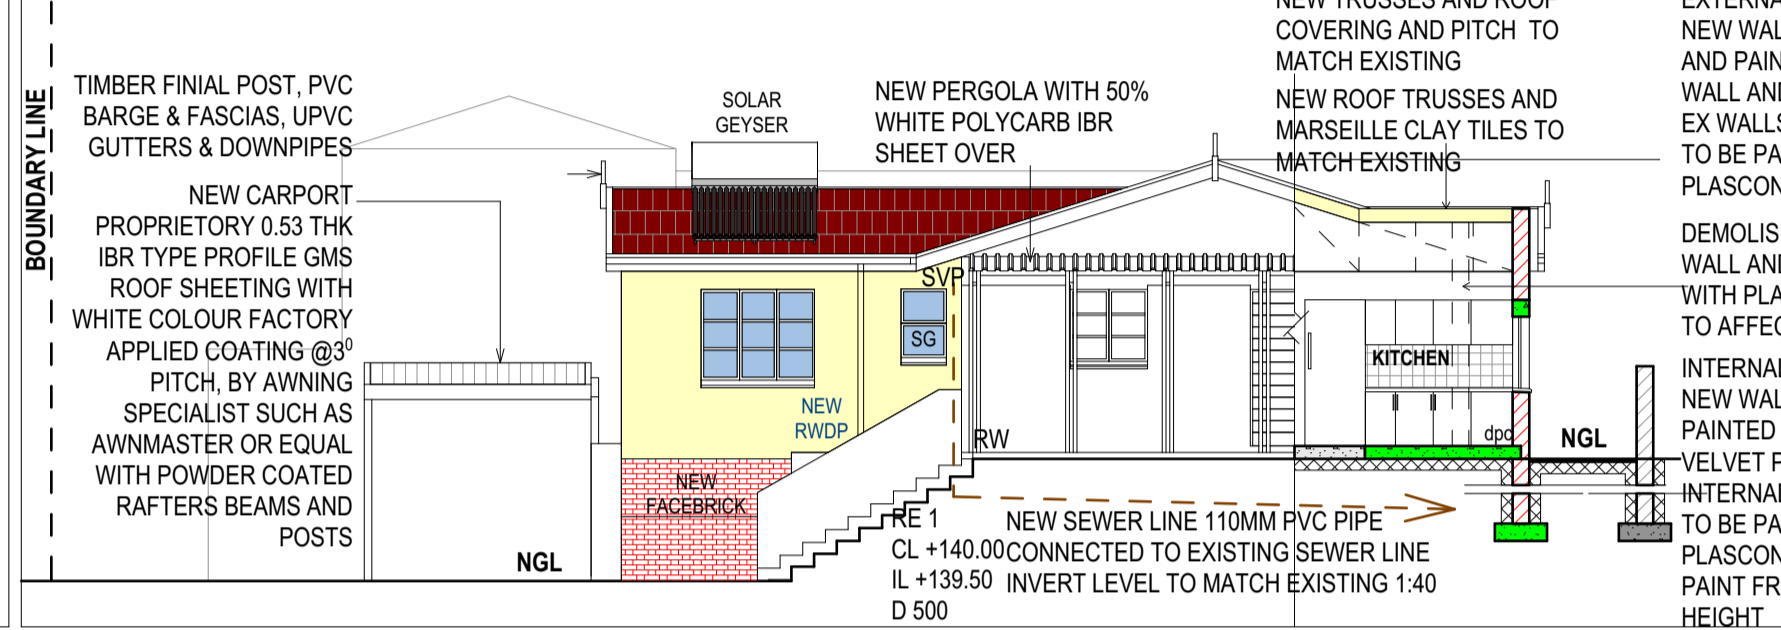 BOUNDARY LINE
TIMBER FINIAL POST, PVC
BARGE & FASCIAS, UPVC
GUTTERS & DOWNPIPES
NEW CARPORT
PROPRIETORY 0.53 THK
IBR TYPE PROFILE GMS
ROOF SHEETING WITH
WHITE COLOUR FACTORY
APPLIED COATING @3⁰
PITCH, BY AWNING
SPECIALIST SUCH AS
AWNMASTER OR EQUAL
WITH POWDER COATED
RAFTERS BEAMS AND
POSTS
NGL
SOLAR
GEYSER
NEW PERGOLA WITH 50%
WHITE POLYCARB IBR
SHEET OVER
NEW TRUSSES AND ROOF
COVERING AND PITCH TO
MATCH EXISTING
NEW ROOF TRUSSES AND
MARSEILLE CLAY TILES TO
MATCH EXISTING
SVP
SG
NEW
RWDP
NEW
FACEBRICK
RW
KITCHEN
dpc
NGL
RE 1
CL +140.00
IL +139.50
D 500
NEW SEWER LINE 110MM PVC PIPE
CONNECTED TO EXISTING SEWER LINE
INVERT LEVEL TO MATCH EXISTING 1:40
EXTERNA
NEW WAL
AND PAIN
WALL AND
EX WALLS
TO BE PA
PLASCON
DEMOLIS
WALL AND
WITH PLA
TO AFFEC
INTERNAL
NEW WAL
PAINTED
VELVET P
INTERNAL
TO BE PA
PLASCON
PAINT FR
HEIGHT